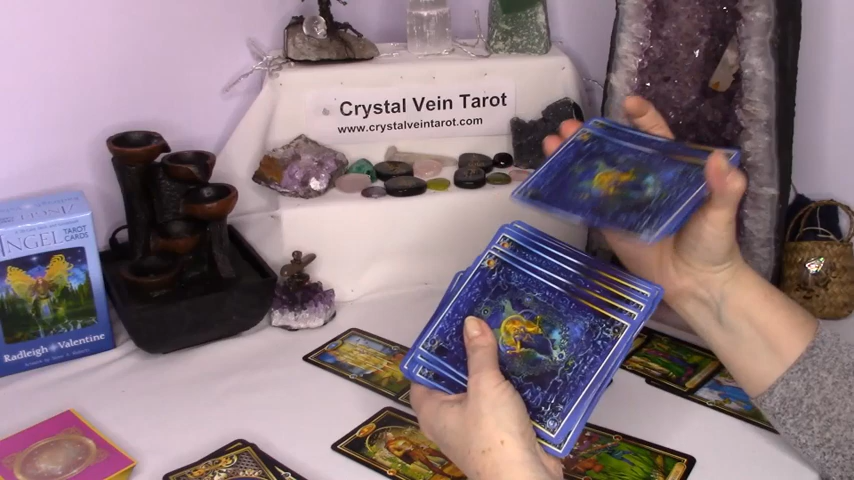 Crystal Vein Tarot
www.crystalveintarot.com
ANGEL TAROT
CARDS
Radleigh Valentine